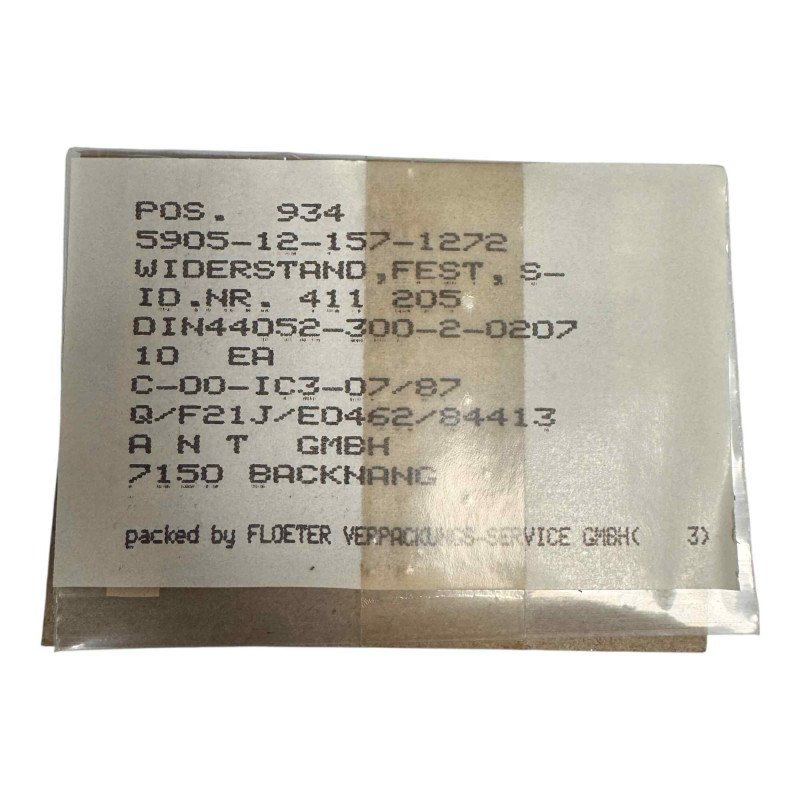 POS. 934
5905-12-157-1272
WIDERSTAND,FEST,S-
ID.NR. 411 205
DIN44052-300-2-0207
10 EA
C-00-IC3-07/87
Q/F21J/E0462/84413
A N T GMBH
7150 BACKNANG
packed by FLOETER VERPACKUNGS-SERVICE GMBH( 3)